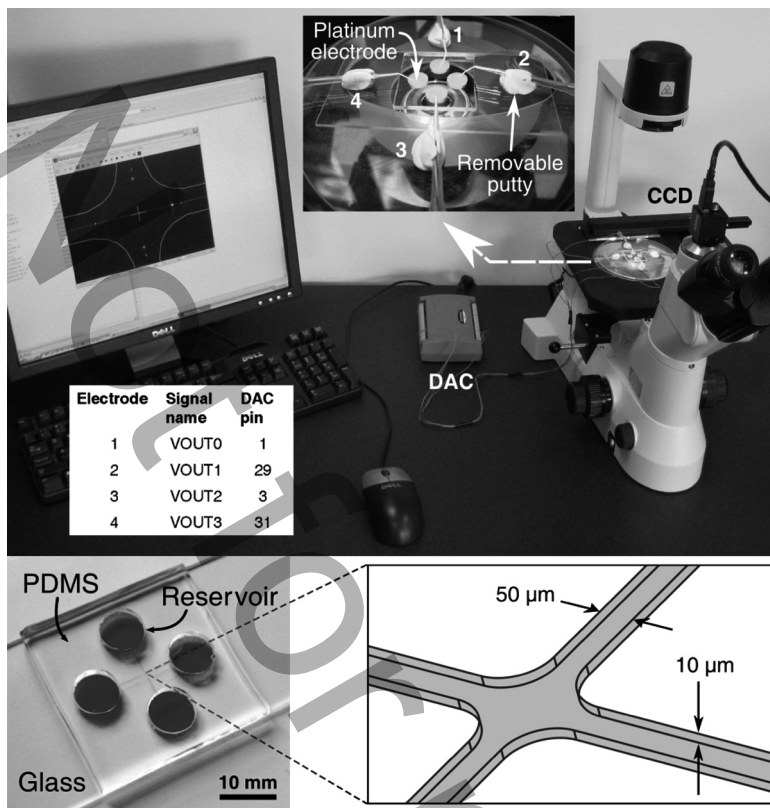 Platinum
electrode
1
2
3
4
Removable
putty
CCD
DAC
DELL
DELL
DELL
Electrode Signal name DAC pin
1 VOUT0 1
2 VOUT1 29
3 VOUT2 3
4 VOUT3 31
PDMS
Reservoir
Glass
10 mm
50 µm
10 µm